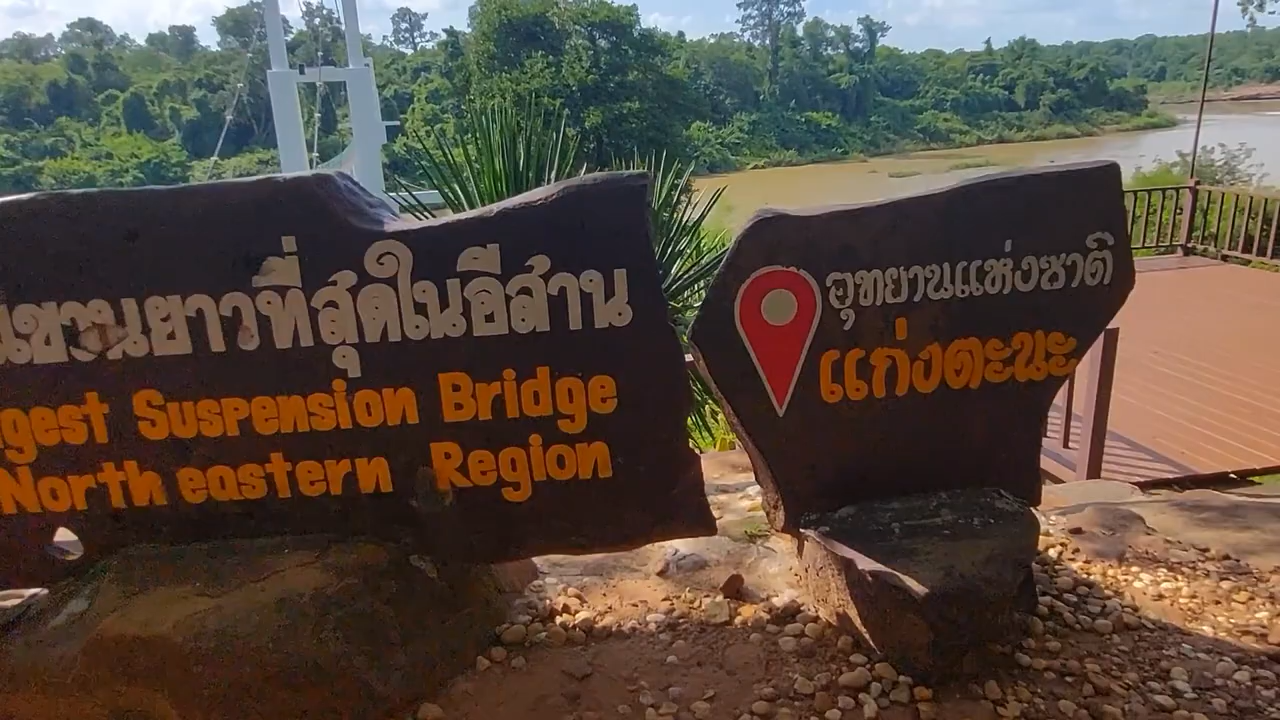 แขวนยาวที่สุดในอีสาน
gest Suspension Bridge
North eastern Region
อุทยานแห่งชาติ
แก่งตะนะ